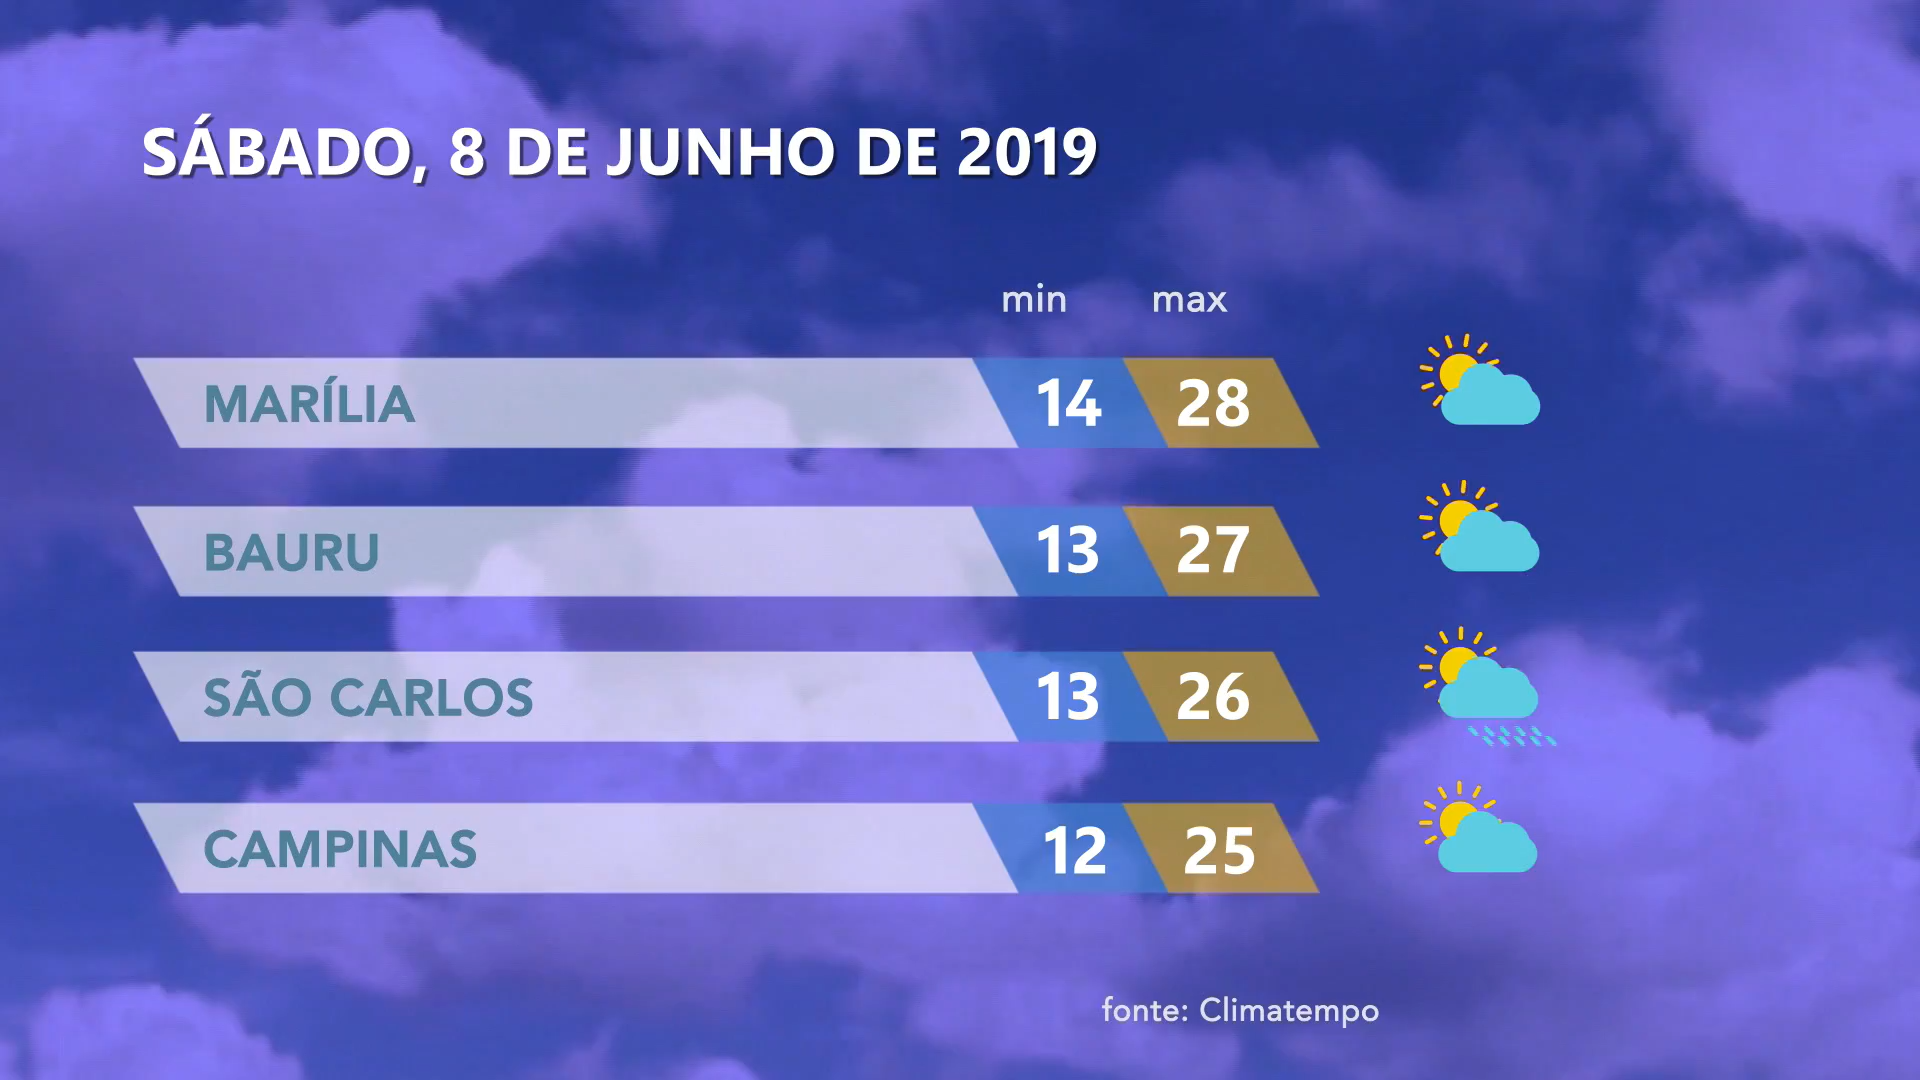 SÁBADO, 8 DE JUNHO DE 2019
min max
MARÍLIA 14 28
BAURU 13 27
SÃO CARLOS 13 26
CAMPINAS 12 25
fonte: Climatempo